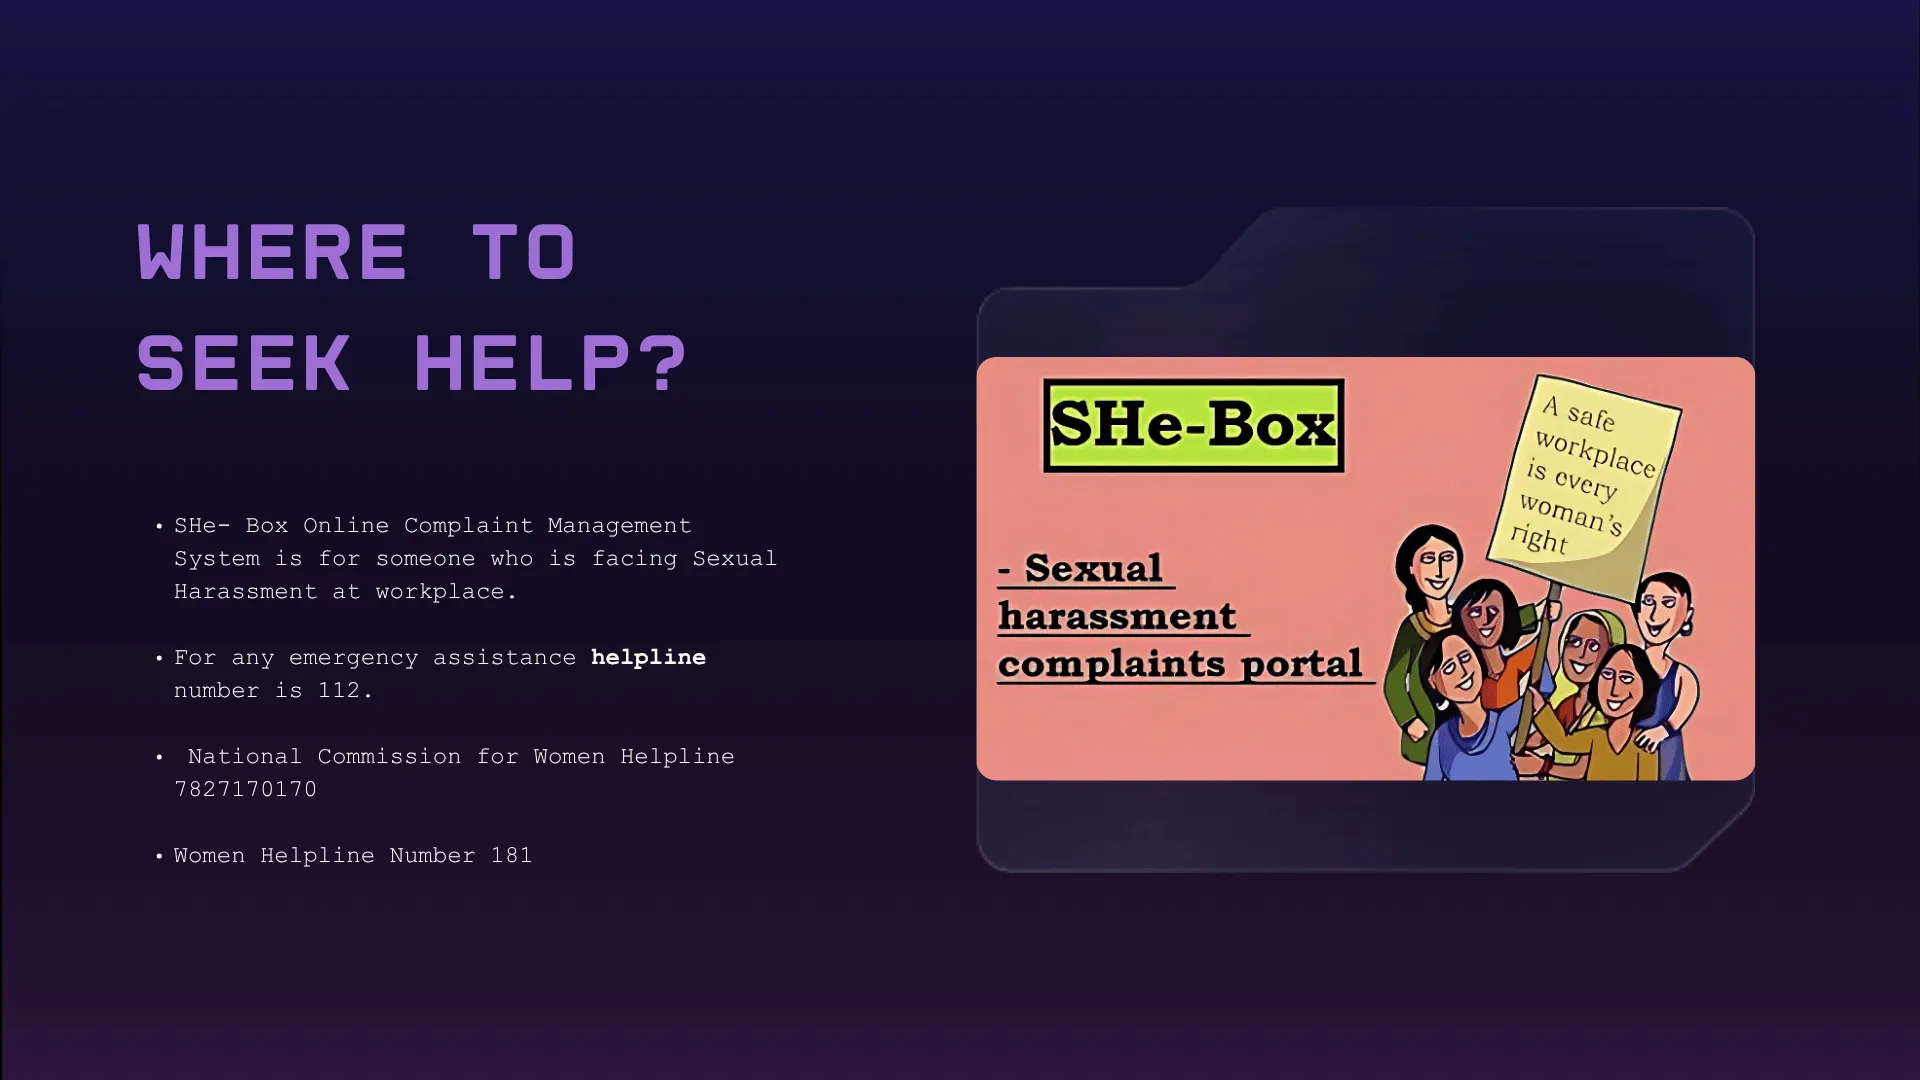 WHERE TO
SEEK HELP?
• SHe- Box Online Complaint Management
System is for someone who is facing Sexual
Harassment at workplace.
• For any emergency assistance helpline
number is 112.
• National Commission for Women Helpline
7827170170
• Women Helpline Number 181
SHe-Box
- Sexual
harassment
complaints portal
A safe
workplace
is every
woman's
right